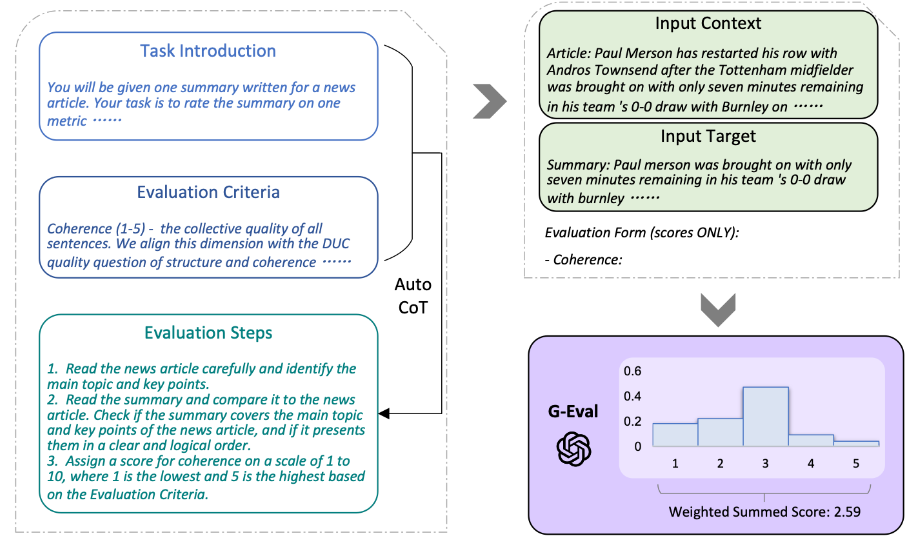 Task Introduction
You will be given one summary written for a news
article. Your task is to rate the summary on one
metric ······
Evaluation Criteria
Coherence (1-5) - the collective quality of all
sentences. We align this dimension with the DUC
quality question of structure and coherence ······
Auto
CoT
Evaluation Steps
1. Read the news article carefully and identify the
main topic and key points.
2. Read the summary and compare it to the news
article. Check if the summary covers the main topic
and key points of the news article, and if it presents
them in a clear and logical order.
3. Assign a score for coherence on a scale of 1 to
10, where 1 is the lowest and 5 is the highest based
on the Evaluation Criteria.
Input Context
Article: Paul Merson has restarted his row with
Andros Townsend after the Tottenham midfielder
was brought on with only seven minutes remaining
in his team 's 0-0 draw with Burnley on ······
Input Target
Summary: Paul merson was brought on with only
seven minutes remaining in his team 's 0-0 draw
with burnley ······
Evaluation Form (scores ONLY):
- Coherence:
G-Eval
0.6
0.4
0.2
0
1 2 3 4 5
Weighted Summed Score: 2.59